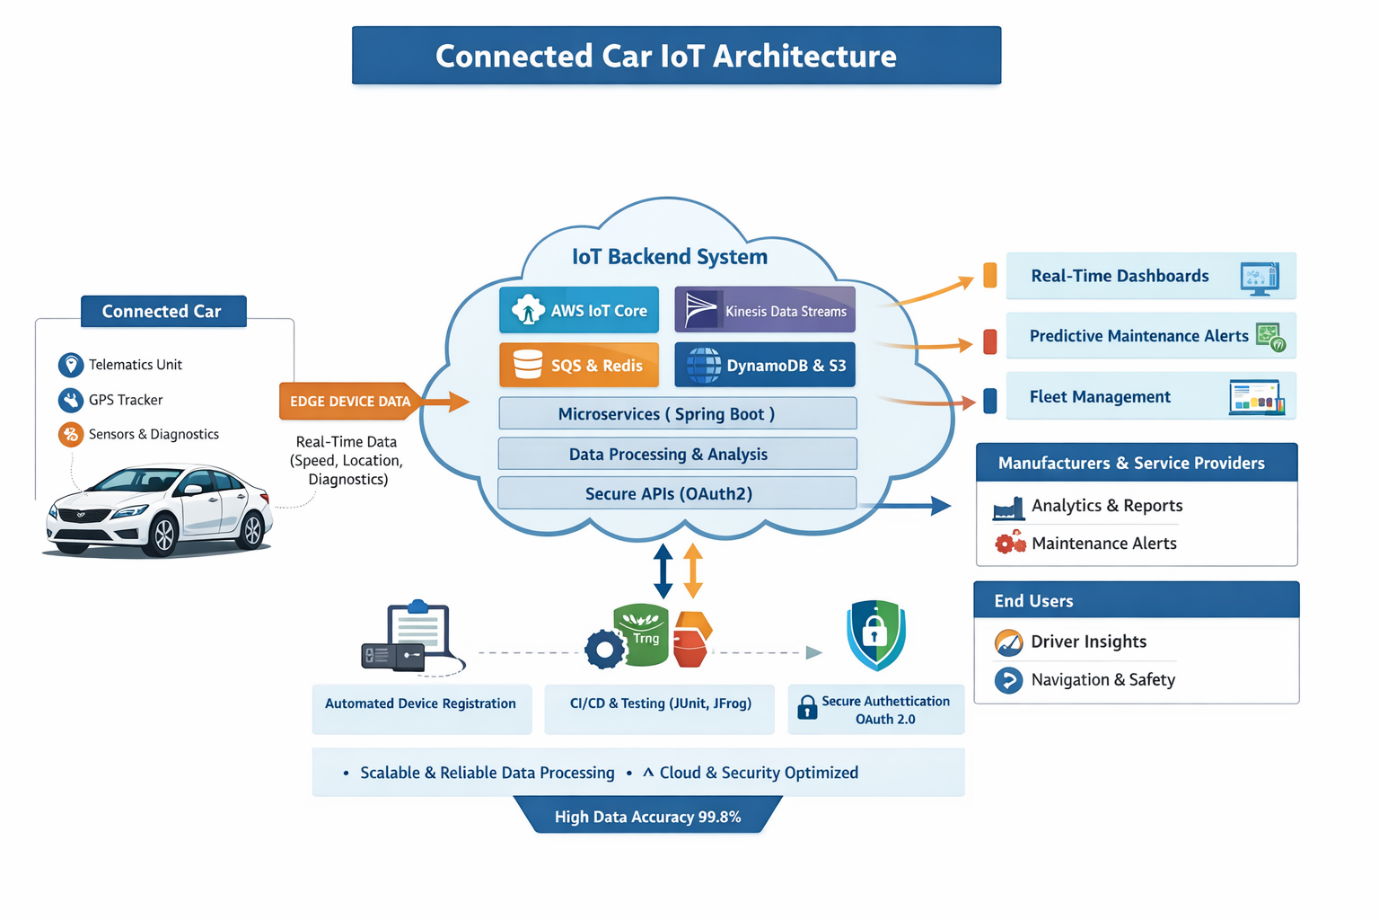 Connected Car IoT Architecture
Connected Car
Telematics Unit
GPS Tracker
Sensors & Diagnostics
EDGE DEVICE DATA
Real-Time Data
(Speed, Location,
Diagnostics)
IoT Backend System
AWS IoT Core
Kinesis Data Streams
SQS & Redis
DynamoDB & S3
Microservices ( Spring Boot )
Data Processing & Analysis
Secure APIs (OAuth2)
Real-Time Dashboards
Predictive Maintenance Alerts
Fleet Management
Manufacturers & Service Providers
Analytics & Reports
Maintenance Alerts
End Users
Driver Insights
Navigation & Safety
Trng
Automated Device Registration
CI/CD & Testing (JUnit, JFrog)
Secure Authettication
OAuth 2.0
• Scalable & Reliable Data Processing • ^ Cloud & Security Optimized
High Data Accuracy 99.8%